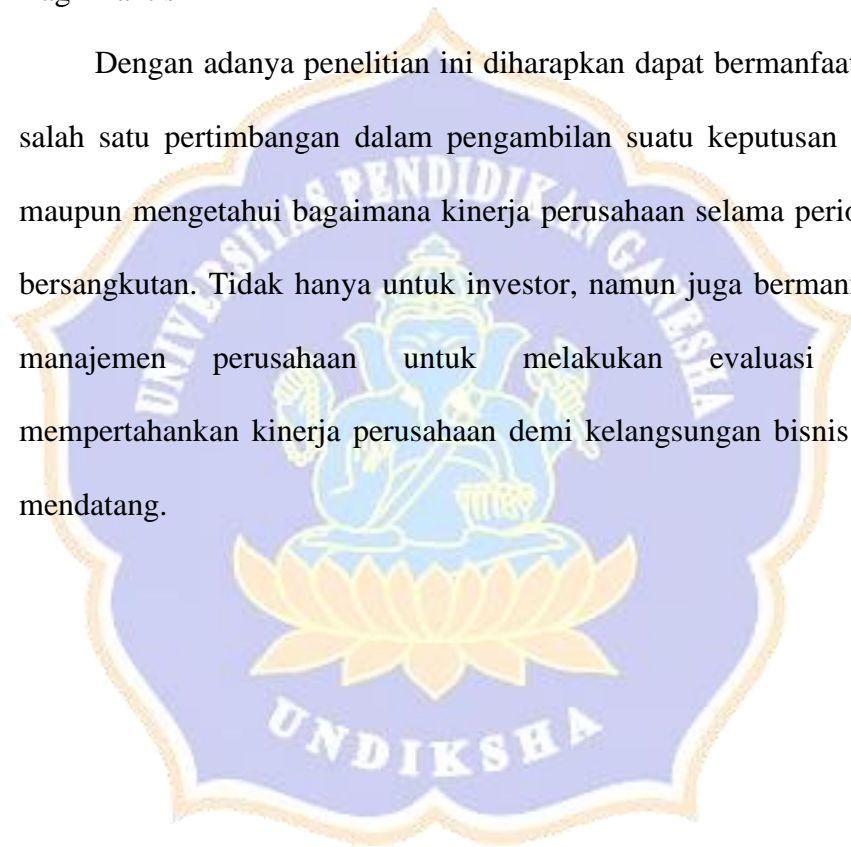 Dengan adanya penelitian ini diharapkan dapat bermanfaat
salah satu pertimbangan dalam pengambilan suatu keputusan
maupun mengetahui bagaimana kinerja perusahaan selama perio
bersangkutan. Tidak hanya untuk investor, namun juga berman
manajemen perusahaan untuk melakukan evaluasi
mempertahankan kinerja perusahaan demi kelangsungan bisnis
mendatang.
UNIVERSITAS PENDIDIKAN GANESHA
UNDIKSHA